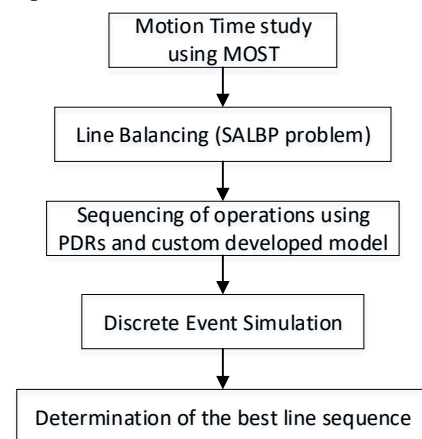 Motion Time study
using MOST
Line Balancing (SALBP problem)
Sequencing of operations using
PDRs and custom developed model
Discrete Event Simulation
Determination of the best line sequence